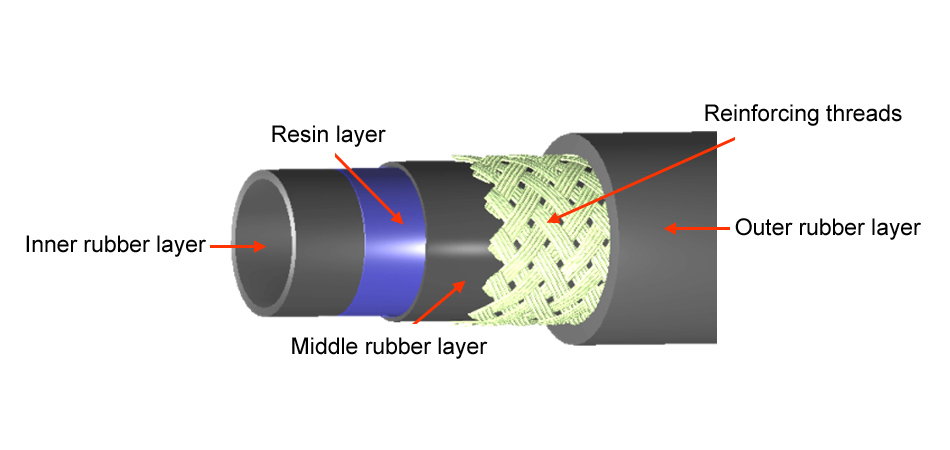 Reinforcing threads
Resin layer
Outer rubber layer
Inner rubber layer
Middle rubber layer